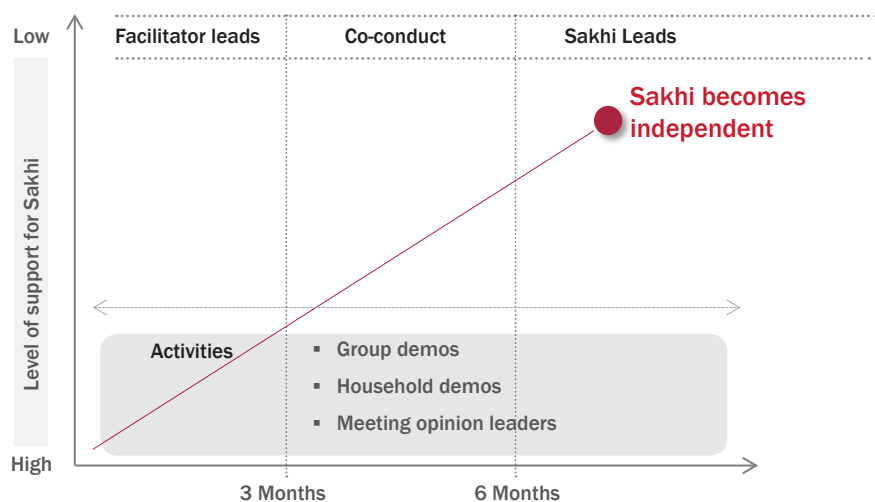 Low
Facilitator leads
Co-conduct
Sakhi Leads
Sakhi becomes
independent
Level of support for Sakhi
Activities
▪ Group demos
▪ Household demos
▪ Meeting opinion leaders
High
3 Months
6 Months